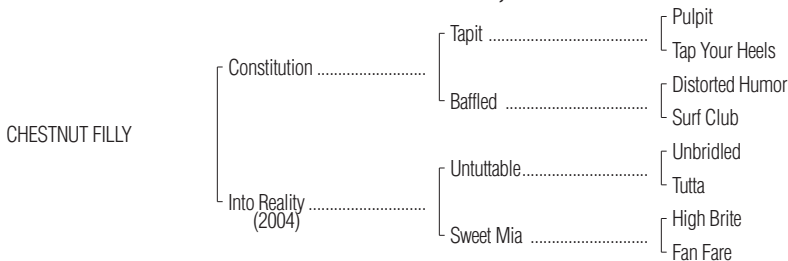 Pulpit
Tapit
Tap Your Heels
Constitution
Distorted Humor
Baffled
Surf Club
CHESTNUT FILLY
Unbridled
Untuttable
Tutta
Into Reality
(2004)
High Brite
Sweet Mia
Fan Fare